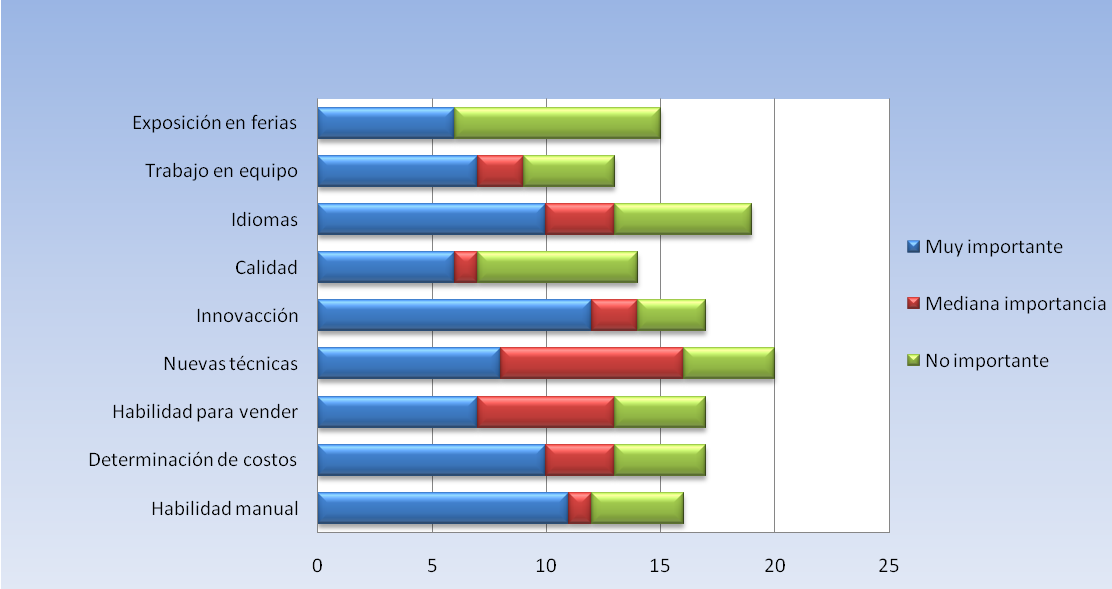 Exposición en ferias
Trabajo en equipo
Idiomas
Calidad
Innovacción
Nuevas técnicas
Habilidad para vender
Determinación de costos
Habilidad manual
0 5 10 15 20 25
Muy importante
Mediana importancia
No importante